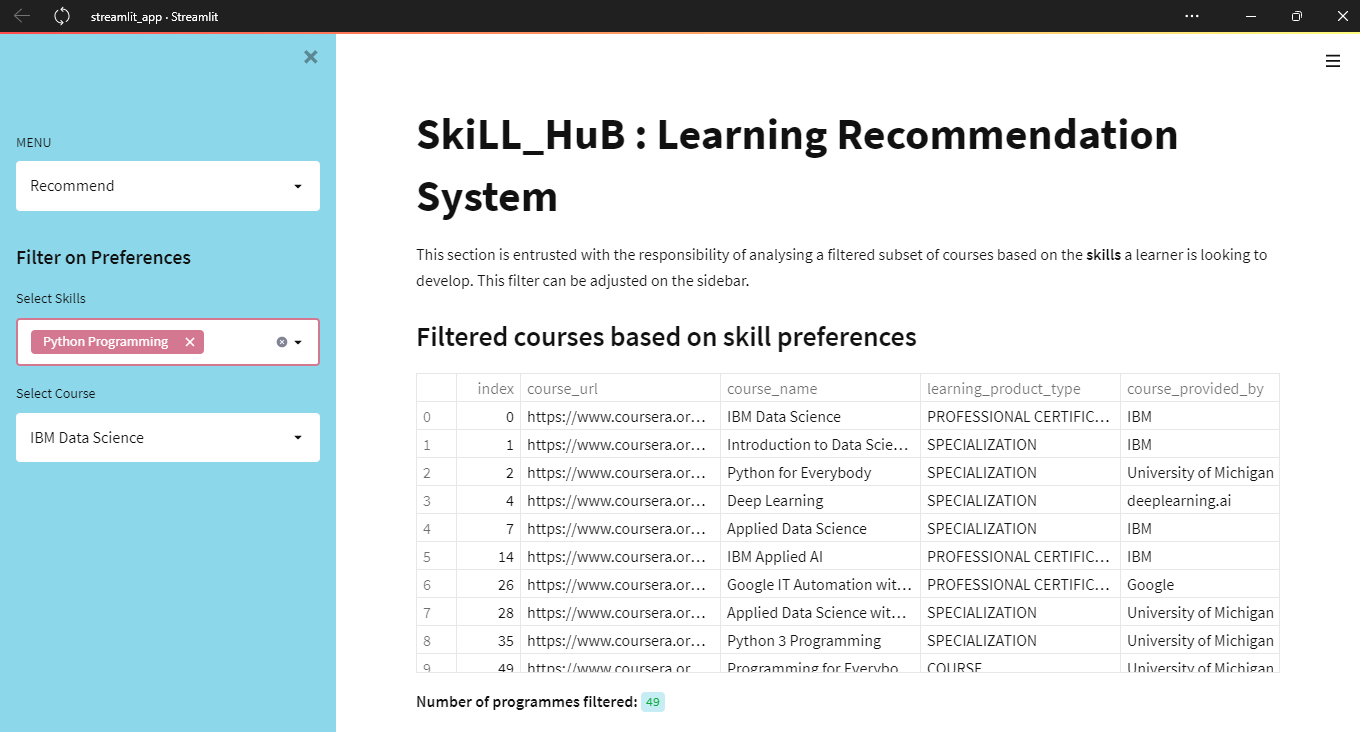 streamlit_app · Streamlit
MENU
Recommend
Filter on Preferences
Select Skills
Python Programming
Select Course
IBM Data Science
SkiLL_HuB : Learning Recommendation
System
This section is entrusted with the responsibility of analysing a filtered subset of courses based on the skills a learner is looking to
develop. This filter can be adjusted on the sidebar.
Filtered courses based on skill preferences
index course_url course_name learning_product_type course_provided_by
0 0 https://www.coursera.or… IBM Data Science PROFESSIONAL CERTIFIC… IBM
1 1 https://www.coursera.or… Introduction to Data Scie… SPECIALIZATION IBM
2 2 https://www.coursera.or… Python for Everybody SPECIALIZATION University of Michigan
3 4 https://www.coursera.or… Deep Learning SPECIALIZATION deeplearning.ai
4 7 https://www.coursera.or… Applied Data Science SPECIALIZATION IBM
5 14 https://www.coursera.or… IBM Applied AI PROFESSIONAL CERTIFIC… IBM
6 26 https://www.coursera.or… Google IT Automation wit… PROFESSIONAL CERTIFIC… Google
7 28 https://www.coursera.or… Applied Data Science wit… SPECIALIZATION University of Michigan
8 35 https://www.coursera.or… Python 3 Programming SPECIALIZATION University of Michigan
9 49 https://www.coursera.or… Programming for Everybo… COURSE University of Michigan
Number of programmes filtered: 49